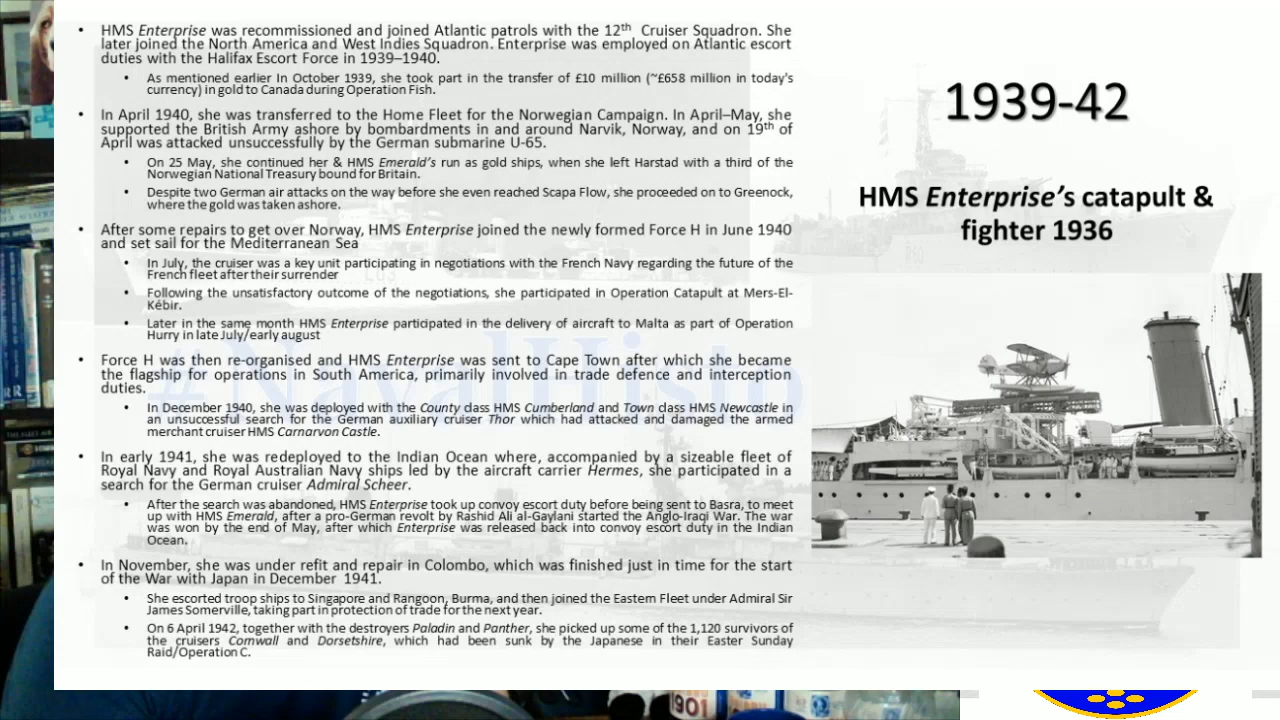 • HMS Enterprise was recommissioned and joined Atlantic patrols with the 12th Cruiser Squadron. She
later joined the North America and West Indies Squadron. Enterprise was employed on Atlantic escort
duties with the Halifax Escort Force in 1939–1940.
• As mentioned earlier In October 1939, she took part in the transfer of £10 million (~£658 million in today's
currency) in gold to Canada during Operation Fish.
• In April 1940, she was transferred to the Home Fleet for the Norwegian Campaign. In April–May, she
supported the British Army ashore by bombardments in and around Narvik, Norway, and on 19th of
April was attacked unsuccessfully by the German submarine U-65.
• On 25 May, she continued her & HMS Emerald's run as gold ships, when she left Harstad with a third of the
Norwegian National Treasury bound for Britain.
• Despite two German air attacks on the way before she even reached Scapa Flow, she proceeded on to Greenock,
where the gold was taken ashore.
• After some repairs to get over Norway, HMS Enterprise joined the newly formed Force H in June 1940
and set sail for the Mediterranean Sea
• In July, the cruiser was a key unit participating in negotiations with the French Navy regarding the future of the
French fleet after their surrender
• Following the unsatisfactory outcome of the negotiations, she participated in Operation Catapult at Mers-El-
Kébir.
• Later in the same month HMS Enterprise participated in the delivery of aircraft to Malta as part of Operation
Hurry in late July/early august
• Force H was then re-organised and HMS Enterprise was sent to Cape Town after which she became
the flagship for operations in South America, primarily involved in trade defence and interception
duties.
• In December 1940, she was deployed with the County class HMS Cumberland and Town class HMS Newcastle in
an unsuccessful search for the German auxiliary cruiser Thor which had attacked and damaged the armed
merchant cruiser HMS Carnarvon Castle.
• In early 1941, she was redeployed to the Indian Ocean where, accompanied by a sizeable fleet of
Royal Navy and Royal Australian Navy ships led by the aircraft carrier Hermes, she participated in a
search for the German cruiser Admiral Scheer.
• After the search was abandoned, HMS Enterprise took up convoy escort duty before being sent to Basra, to meet
up with HMS Emerald, after a pro-German revolt by Rashid Ali al-Gaylani started the Anglo-Iraqi War. The war
was won by the end of May, after which Enterprise was released back into convoy escort duty in the Indian
Ocean.
• In November, she was under refit and repair in Colombo, which was finished just in time for the start
of the War with Japan in December 1941.
• She escorted troop ships to Singapore and Rangoon, Burma, and then joined the Eastern Fleet under Admiral Sir
James Somerville, taking part in protection of trade for the next year.
• On 6 April 1942, together with the destroyers Paladin and Panther, she picked up some of the 1,120 survivors of
the cruisers Cornwall and Dorsetshire, which had been sunk by the Japanese in their Easter Sunday
Raid/Operation C.
1939-42
HMS Enterprise's catapult &
fighter 1936
#NavalHisto
1901